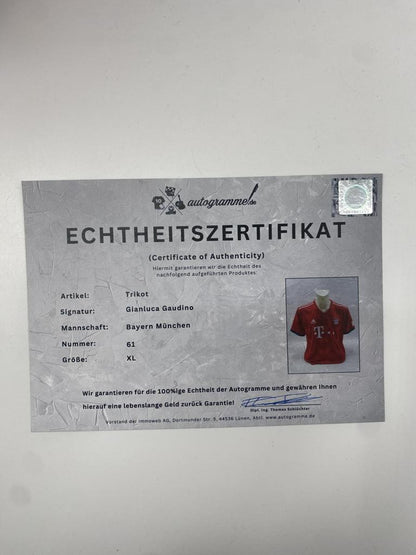 autogramme.de
ECHTHEITSZERTIFIKAT
(Certificate of Authenticity)
Hiermit garantieren wir die Echtheit des
nachfolgend aufgeführten Produktes:
Artikel: Trikot
Signatur: Gianluca Gaudino
Mannschaft: Bayern München
Nummer: 61
Größe: XL
T
Wir garantieren für die 100%ige Echtheit der Autogramme und gewähren Ihnen
hierauf eine lebenslange Geld zurück Garantie!
Dipl. Ing. Thomas Schlüchter
Vorstand der Immoweb AG, Dortmunder Str. 5, 44536 Lünen, Abtl. www.autogramme.de